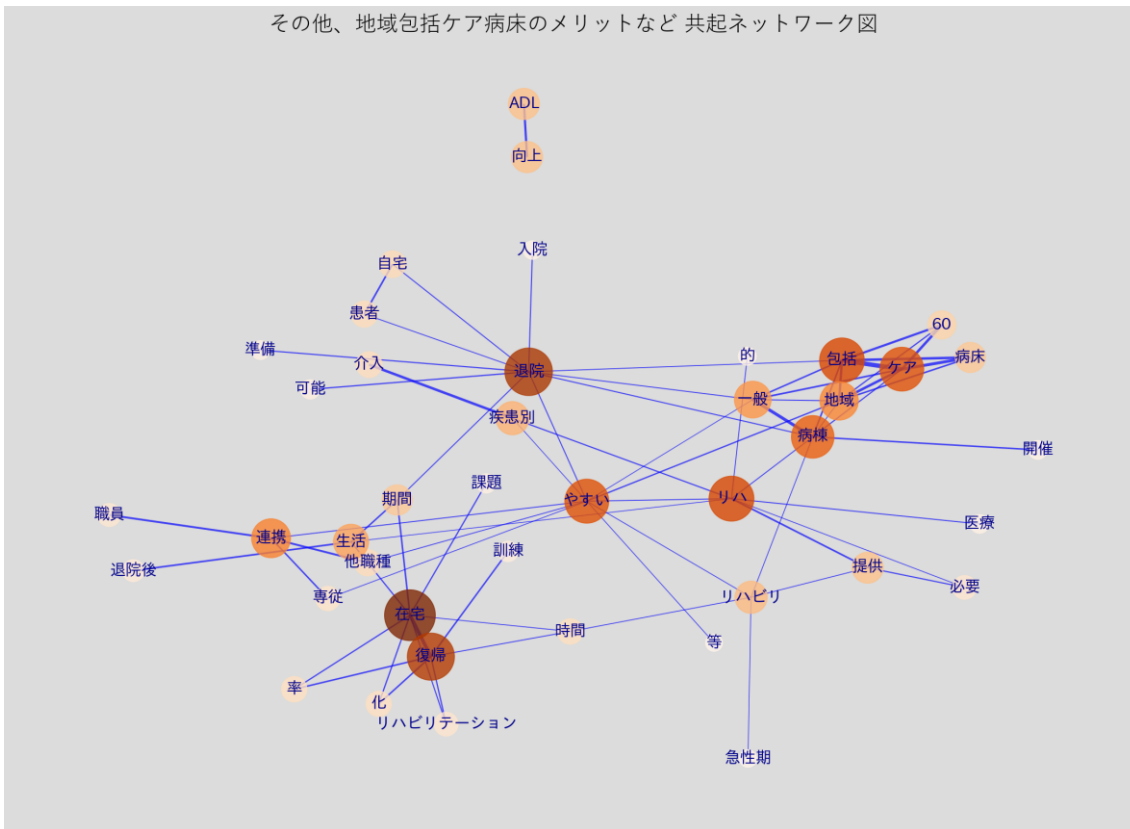 その他、地域包括ケア病床のメリットなど 共起ネットワーク図
ADL
向上
入院
自宅
患者
60
準備
的
病床
介入
包括
ケア
退院
可能
一般
地域
疾患別
病棟
開催
課題
期間
やすい
リハ
職員
医療
連携
生活
訓練
他職種
退院後
提供
必要
専従
リハビリ
在宅
時間
等
復帰
率
化
リハビリテーション
急性期